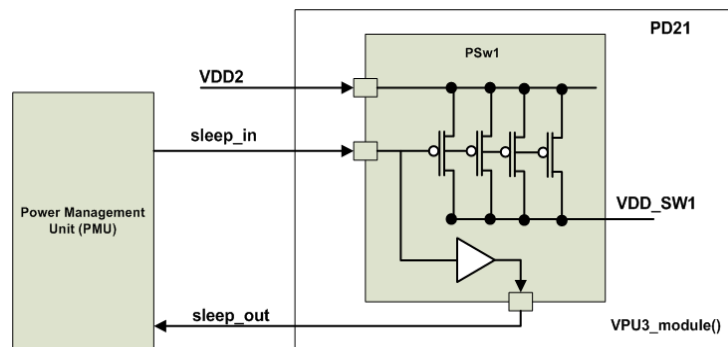 PD21
PSw1
VDD2
sleep_in
Power Management
Unit (PMU)
VDD_SW1
sleep_out
VPU3_module()